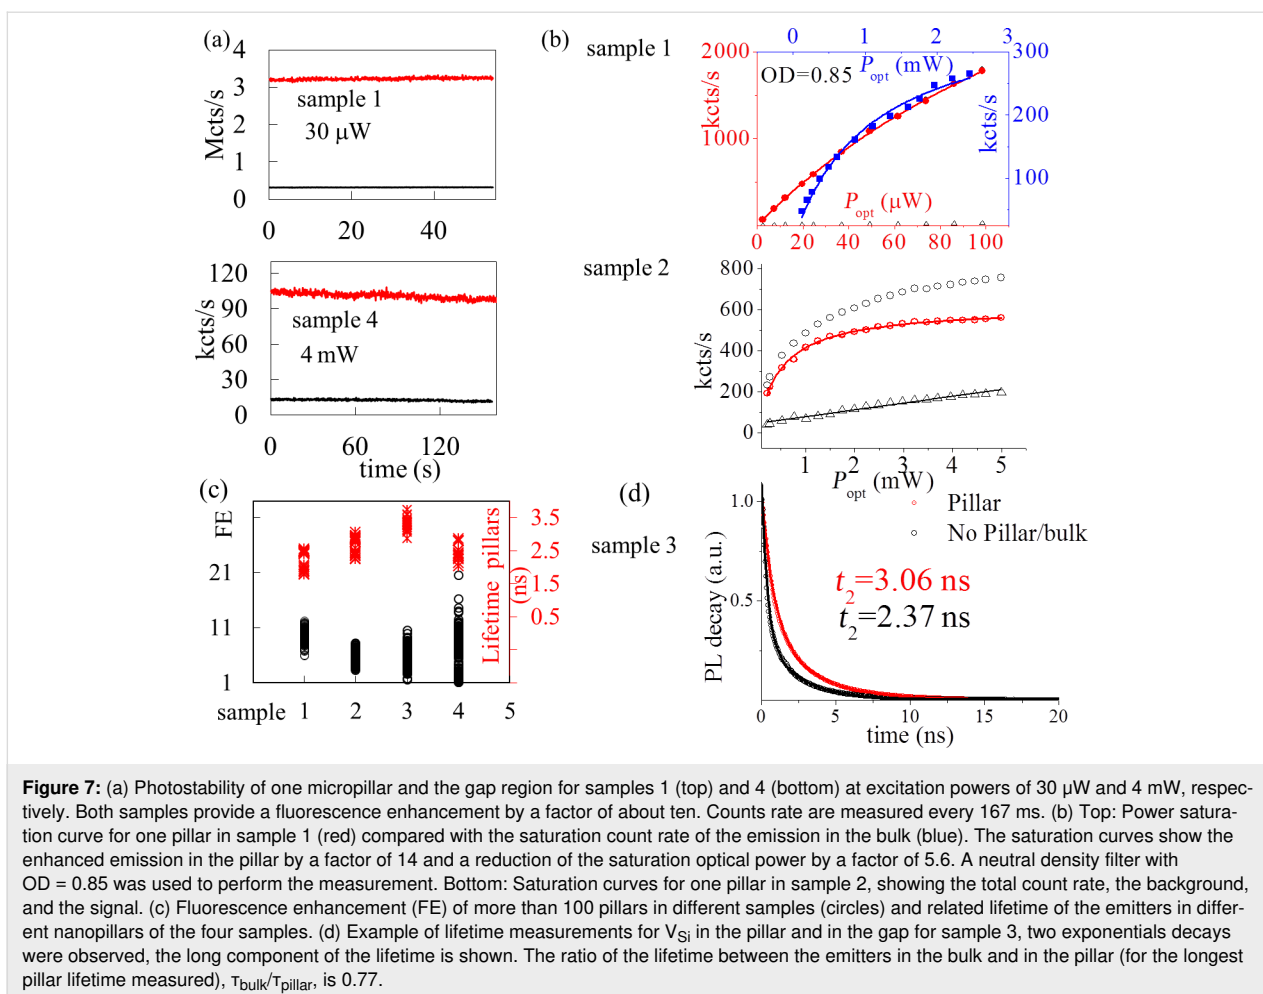 (a)
4
3
2
1
0
Mcts/s
sample 1
30 µW
0 20 40
120
90
60
30
0
kcts/s
sample 4
4 mW
0 60 120
time (s)
(b)
sample 1
0 1 2 3
2000
1000
kcts/s
OD=0.85
Popt (mW)
300
200
100
kcts/s
Popt (µW)
0 20 40 60 80 100
sample 2
800
600
400
200
0
kcts/s
1 2 3 4 5
Popt (mW)
(c)
FE
21
11
1
3.5
2.5
1.5
0.5
Lifetime pillars
(ns)
sample 1 2 3 4 5
(d)
sample 3
1.0
0.5
PL decay (a.u.)
Pillar
No Pillar/bulk
t2=3.06 ns
t2=2.37 ns
0 5 10 15 20
time (ns)
Figure 7: (a) Photostability of one micropillar and the gap region for samples 1 (top) and 4 (bottom) at excitation powers of 30 µW and 4 mW, respec-
tively. Both samples provide a fluorescence enhancement by a factor of about ten. Counts rate are measured every 167 ms. (b) Top: Power satura-
tion curve for one pillar in sample 1 (red) compared with the saturation count rate of the emission in the bulk (blue). The saturation curves show the
enhanced emission in the pillar by a factor of 14 and a reduction of the saturation optical power by a factor of 5.6. A neutral density filter with
OD = 0.85 was used to perform the measurement. Bottom: Saturation curves for one pillar in sample 2, showing the total count rate, the background,
and the signal. (c) Fluorescence enhancement (FE) of more than 100 pillars in different samples (circles) and related lifetime of the emitters in differ-
ent nanopillars of the four samples. (d) Example of lifetime measurements for VSi in the pillar and in the gap for sample 3, two exponentials decays
were observed, the long component of the lifetime is shown. The ratio of the lifetime between the emitters in the bulk and in the pillar (for the longest
pillar lifetime measured), τbulk/τpillar, is 0.77.